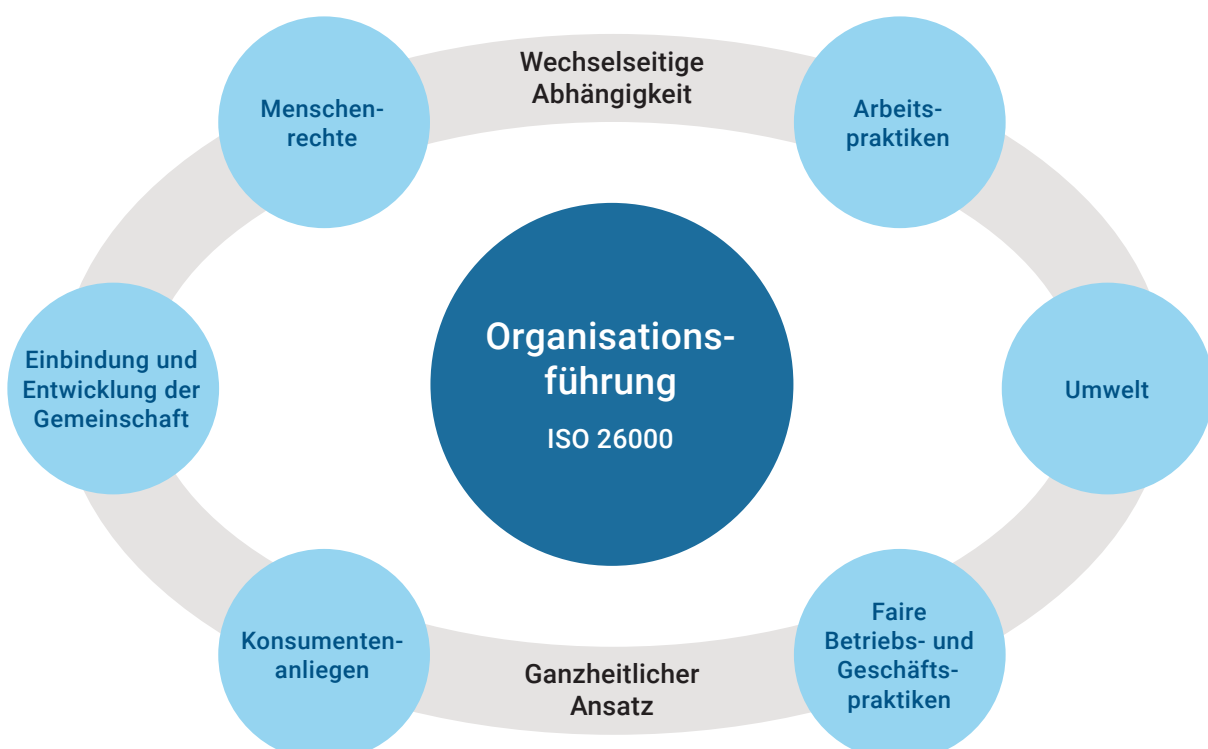 Wechselseitige
Abhängigkeit
Menschen-
rechte
Arbeits-
praktiken
Organisations-
führung
ISO 26000
Einbindung und
Entwicklung der
Gemeinschaft
Umwelt
Konsumenten-
anliegen
Faire
Betriebs- und
Geschäfts-
praktiken
Ganzheitlicher
Ansatz